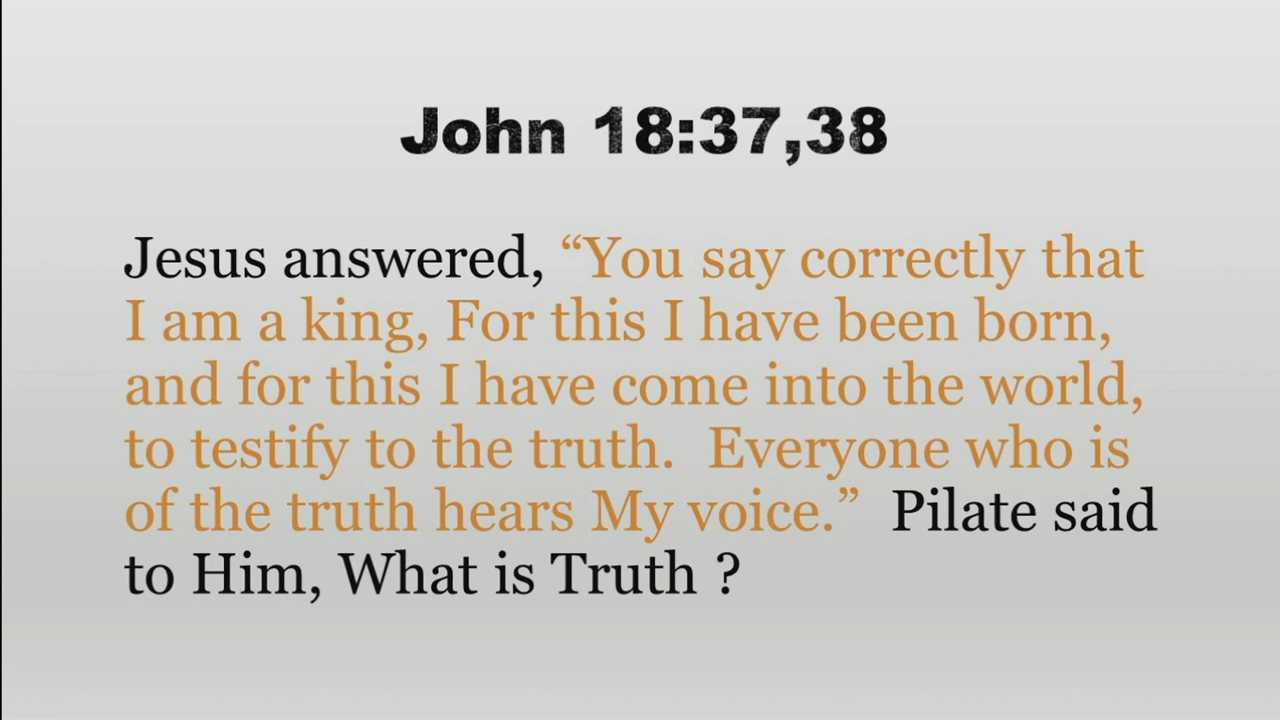 John 18:37,38
Jesus answered, “You say correctly that
I am a king, For this I have been born,
and for this I have come into the world,
to testify to the truth.  Everyone who is
of the truth hears My voice.”  Pilate said
to Him, What is Truth ?